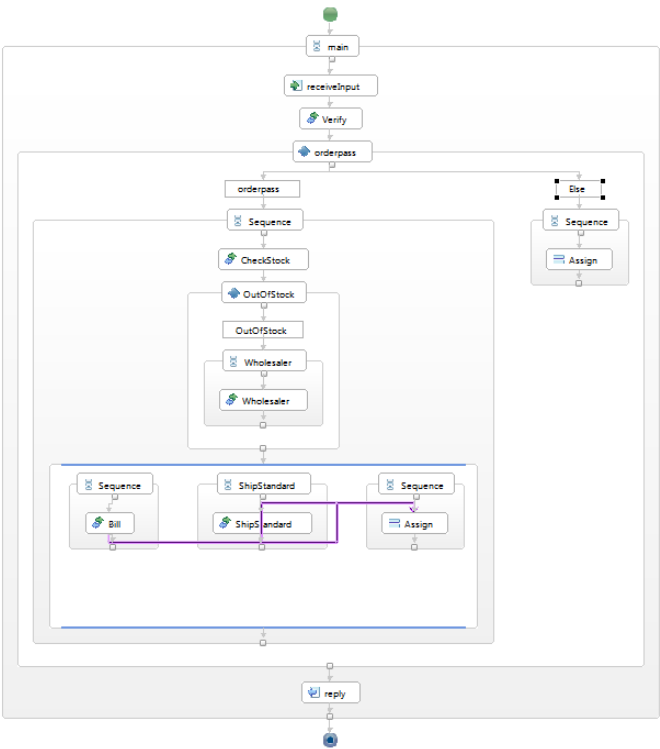 main
receiveInput
Verify
orderpass
orderpass
Else
Sequence
Sequence
CheckStock
Assign
OutOfStock
OutOfStock
Wholesaler
Wholesaler
Sequence
ShipStandard
Sequence
Bill
ShipStandard
Assign
reply